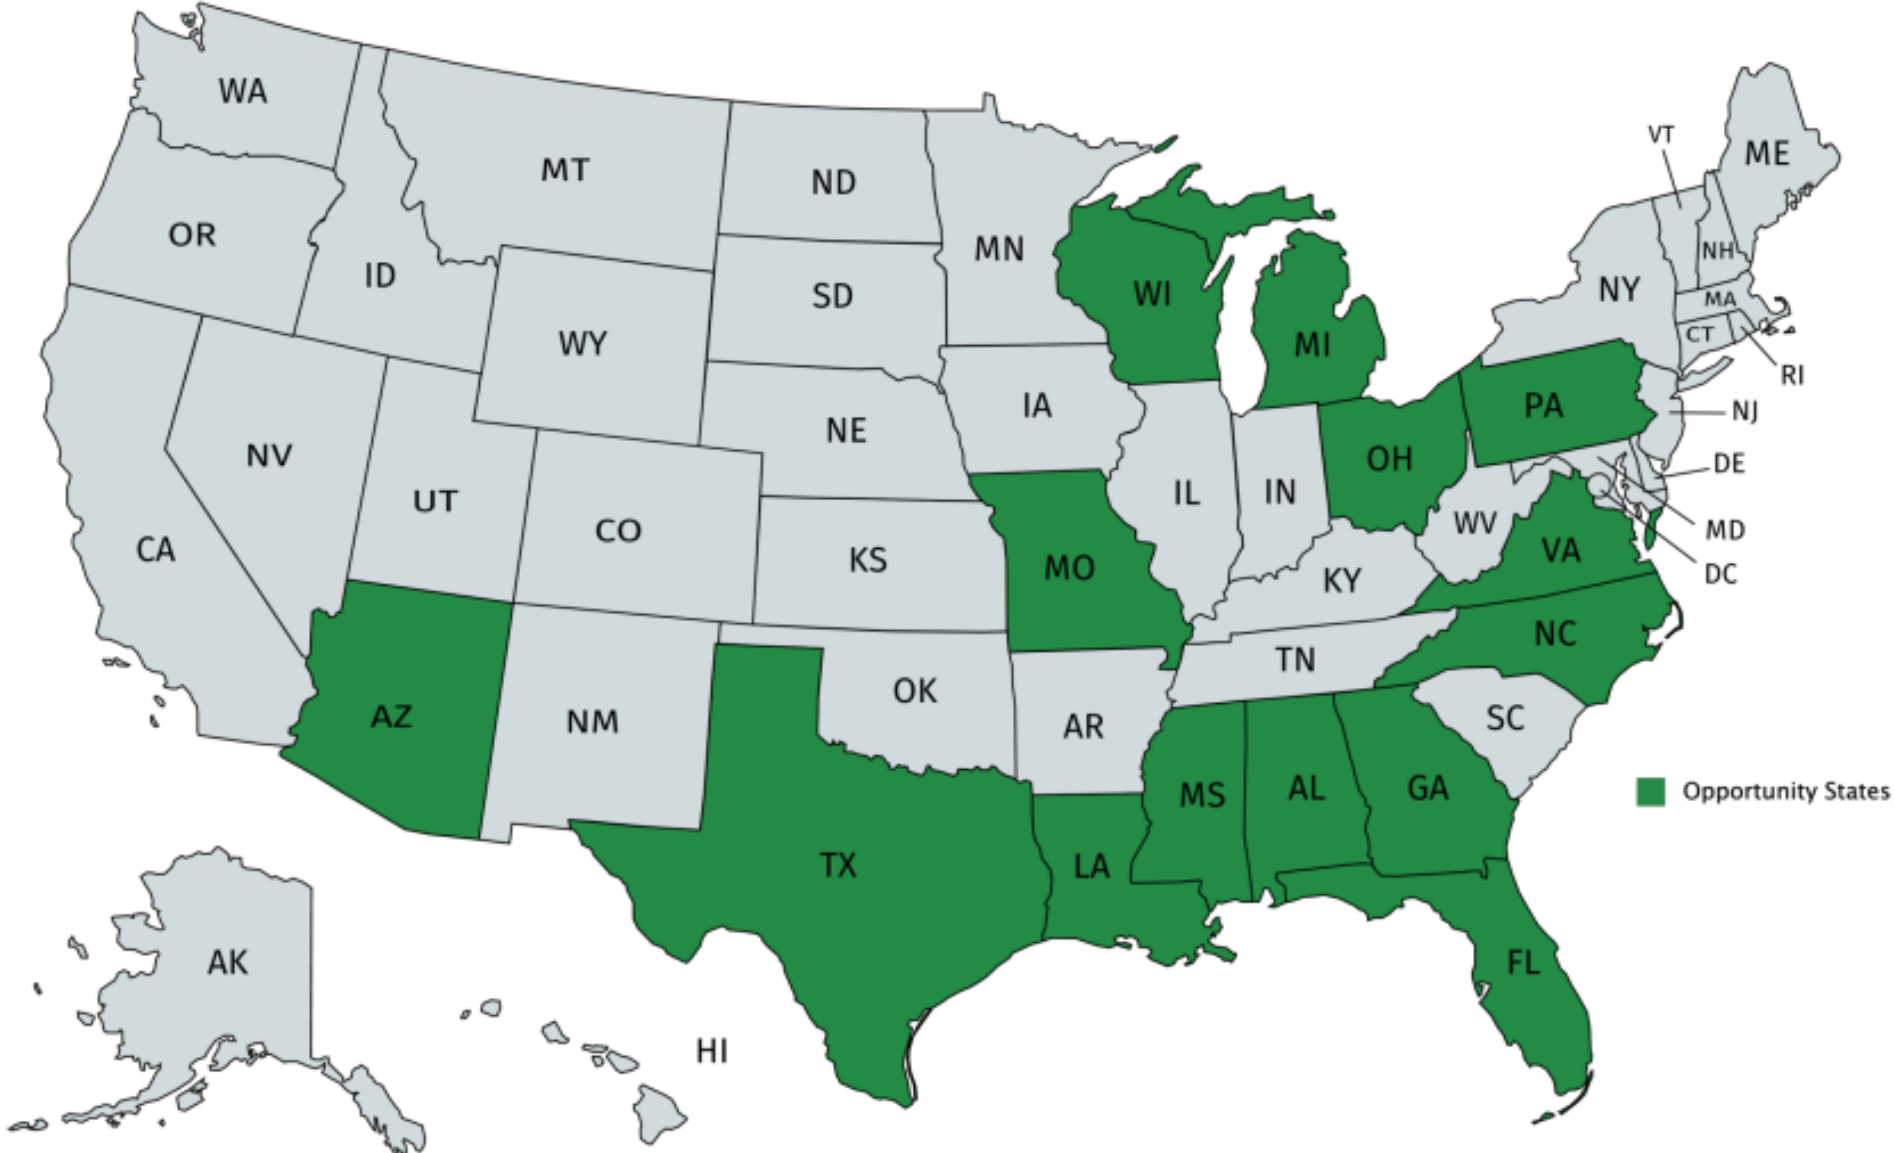 WA
MT
ND
VT
ME
OR
ID
MN
NH
SD
WI
NY
MA
WY
MI
CT
RI
IA
PA
NJ
NE
NV
OH
DE
UT
IL
IN
CO
WV
MD
CA
KS
MO
KY
VA
DC
NC
TN
OK
AZ
NM
AR
SC
MS
AL
GA
Opportunity States
TX
LA
AK
FL
HI